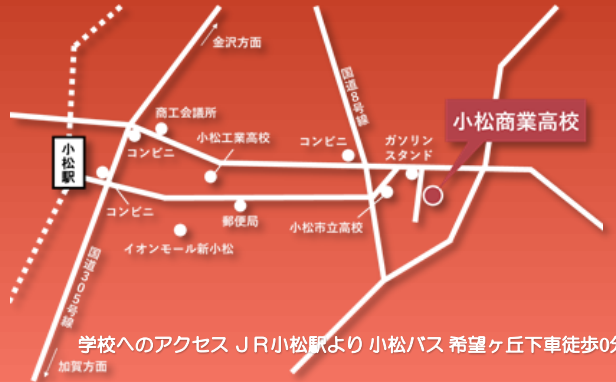 金沢方面
国道8号線
商工会議所
コンビニ
小松工業高校
コンビニ
ガソリン
スタンド
小松商業高校
小松駅
コンビニ
郵便局
小松市立高校
イオンモール新小松
国道305号線
学校へのアクセス JR小松駅より 小松バス 希望ヶ丘下車徒歩0分
加賀方面